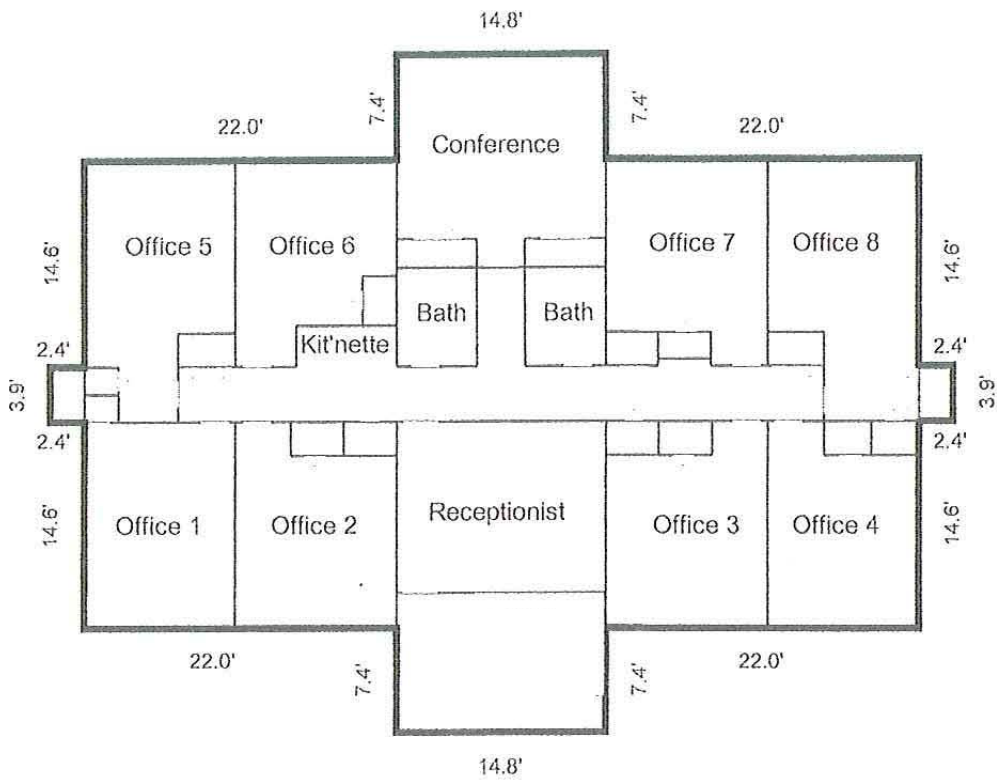 14.8'
7.4'
7.4'
22.0'
22.0'
Conference
14.6'
Office 5
Office 6
Office 7
Office 8
14.6'
Bath
Bath
Kit'nette
2.4'
2.4'
3.9'
3.9'
2.4'
2.4'
14.6'
Office 1
Office 2
Receptionist
Office 3
Office 4
14.6'
22.0'
7.4'
7.4'
22.0'
14.8'